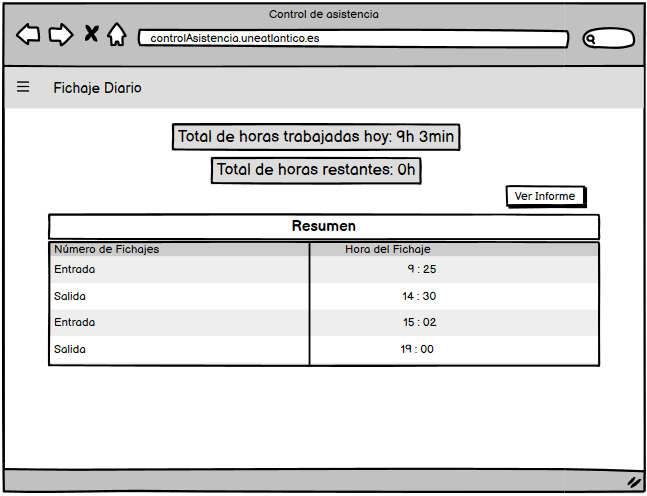 Control de asistencia
controlAsistencia.uneatlantico.es
Fichaje Diario
Total de horas trabajadas hoy: 9h 3min
Total de horas restantes: 0h
Ver Informe
Resumen
Número de Fichajes Hora del Fichaje
Entrada 9 : 25
Salida 14 : 30
Entrada 15 : 02
Salida 19 : 00